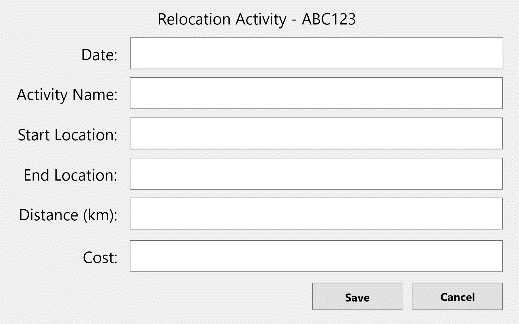 Relocation Activity - ABC123
Date:
Activity Name:
Start Location:
End Location:
Distance (km):
Cost:
Save Cancel